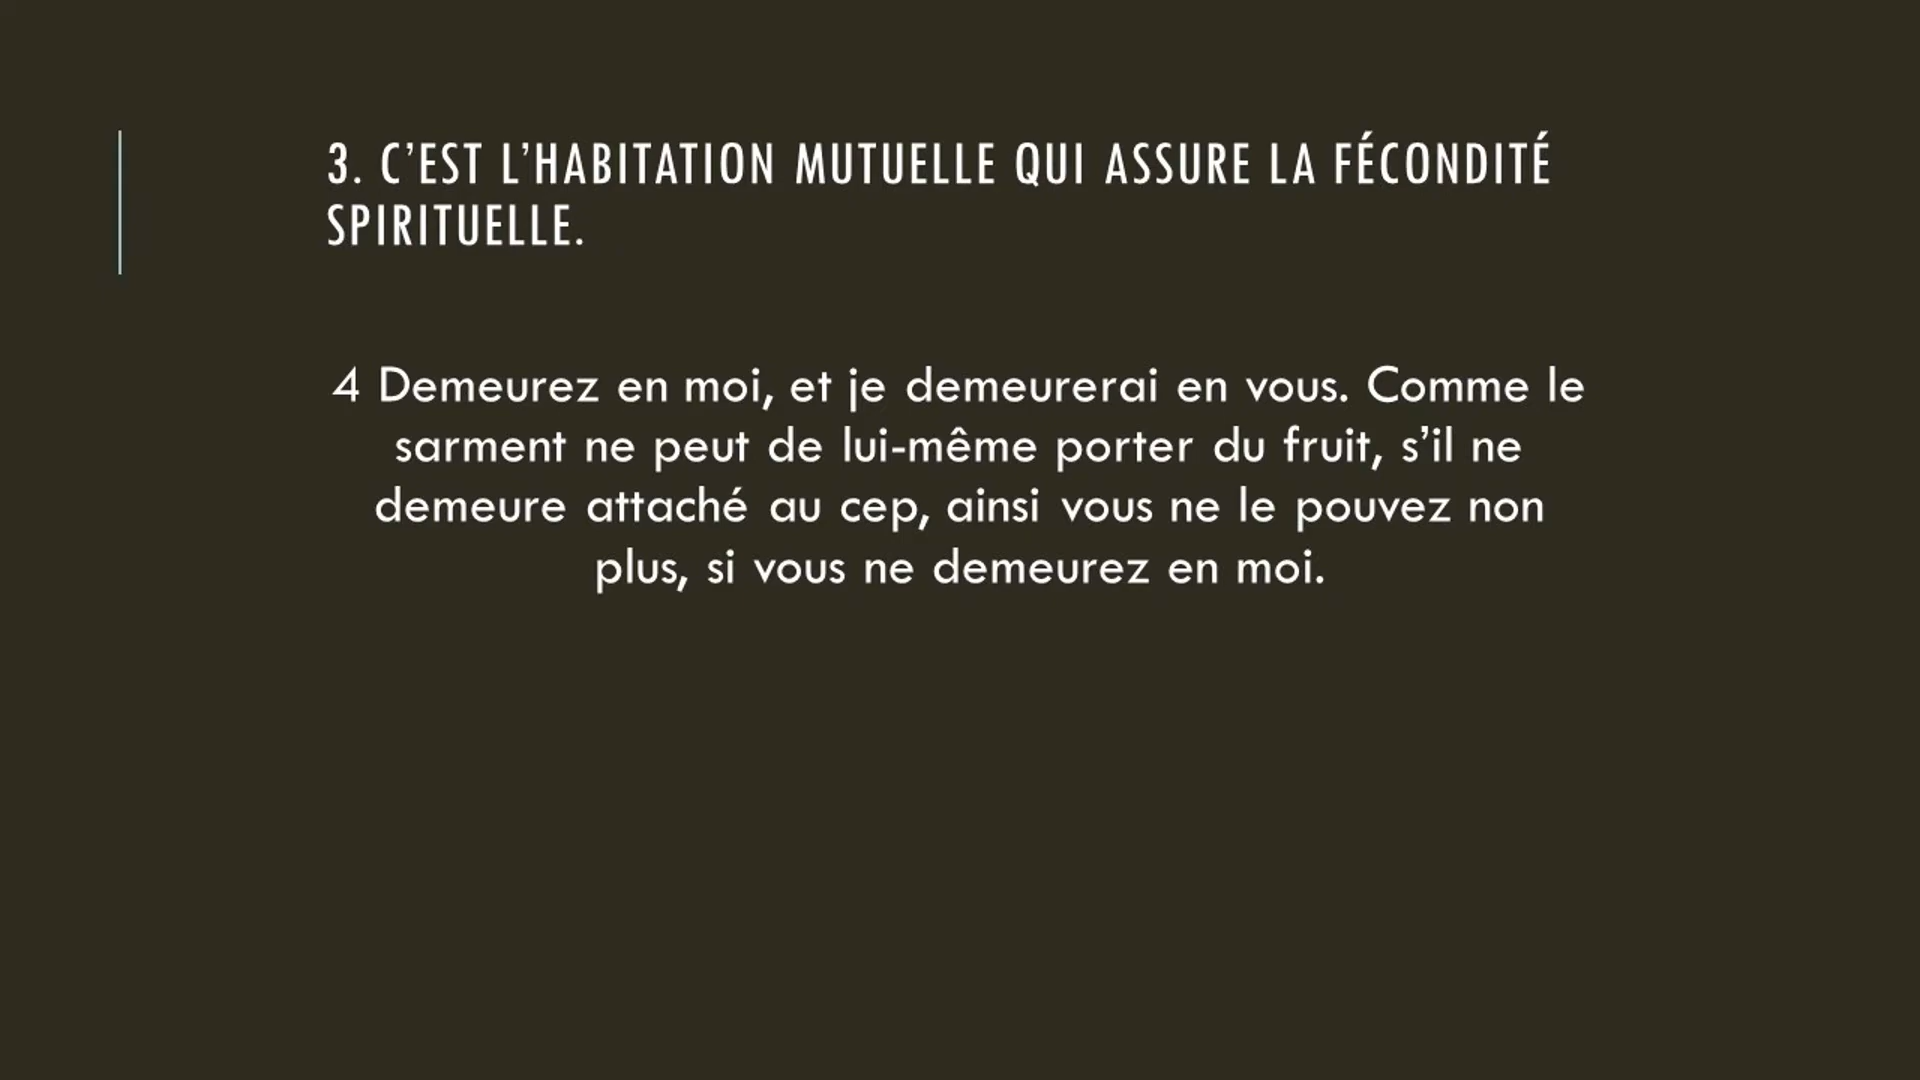 3. C’EST L’HABITATION MUTUELLE QUI ASSURE LA FÉCONDITÉ
SPIRITUELLE.
4 Demeurez en moi, et je demeurerai en vous. Comme le
sarment ne peut de lui-même porter du fruit, s’il ne
demeure attaché au cep, ainsi vous ne le pouvez non
plus, si vous ne demeurez en moi.